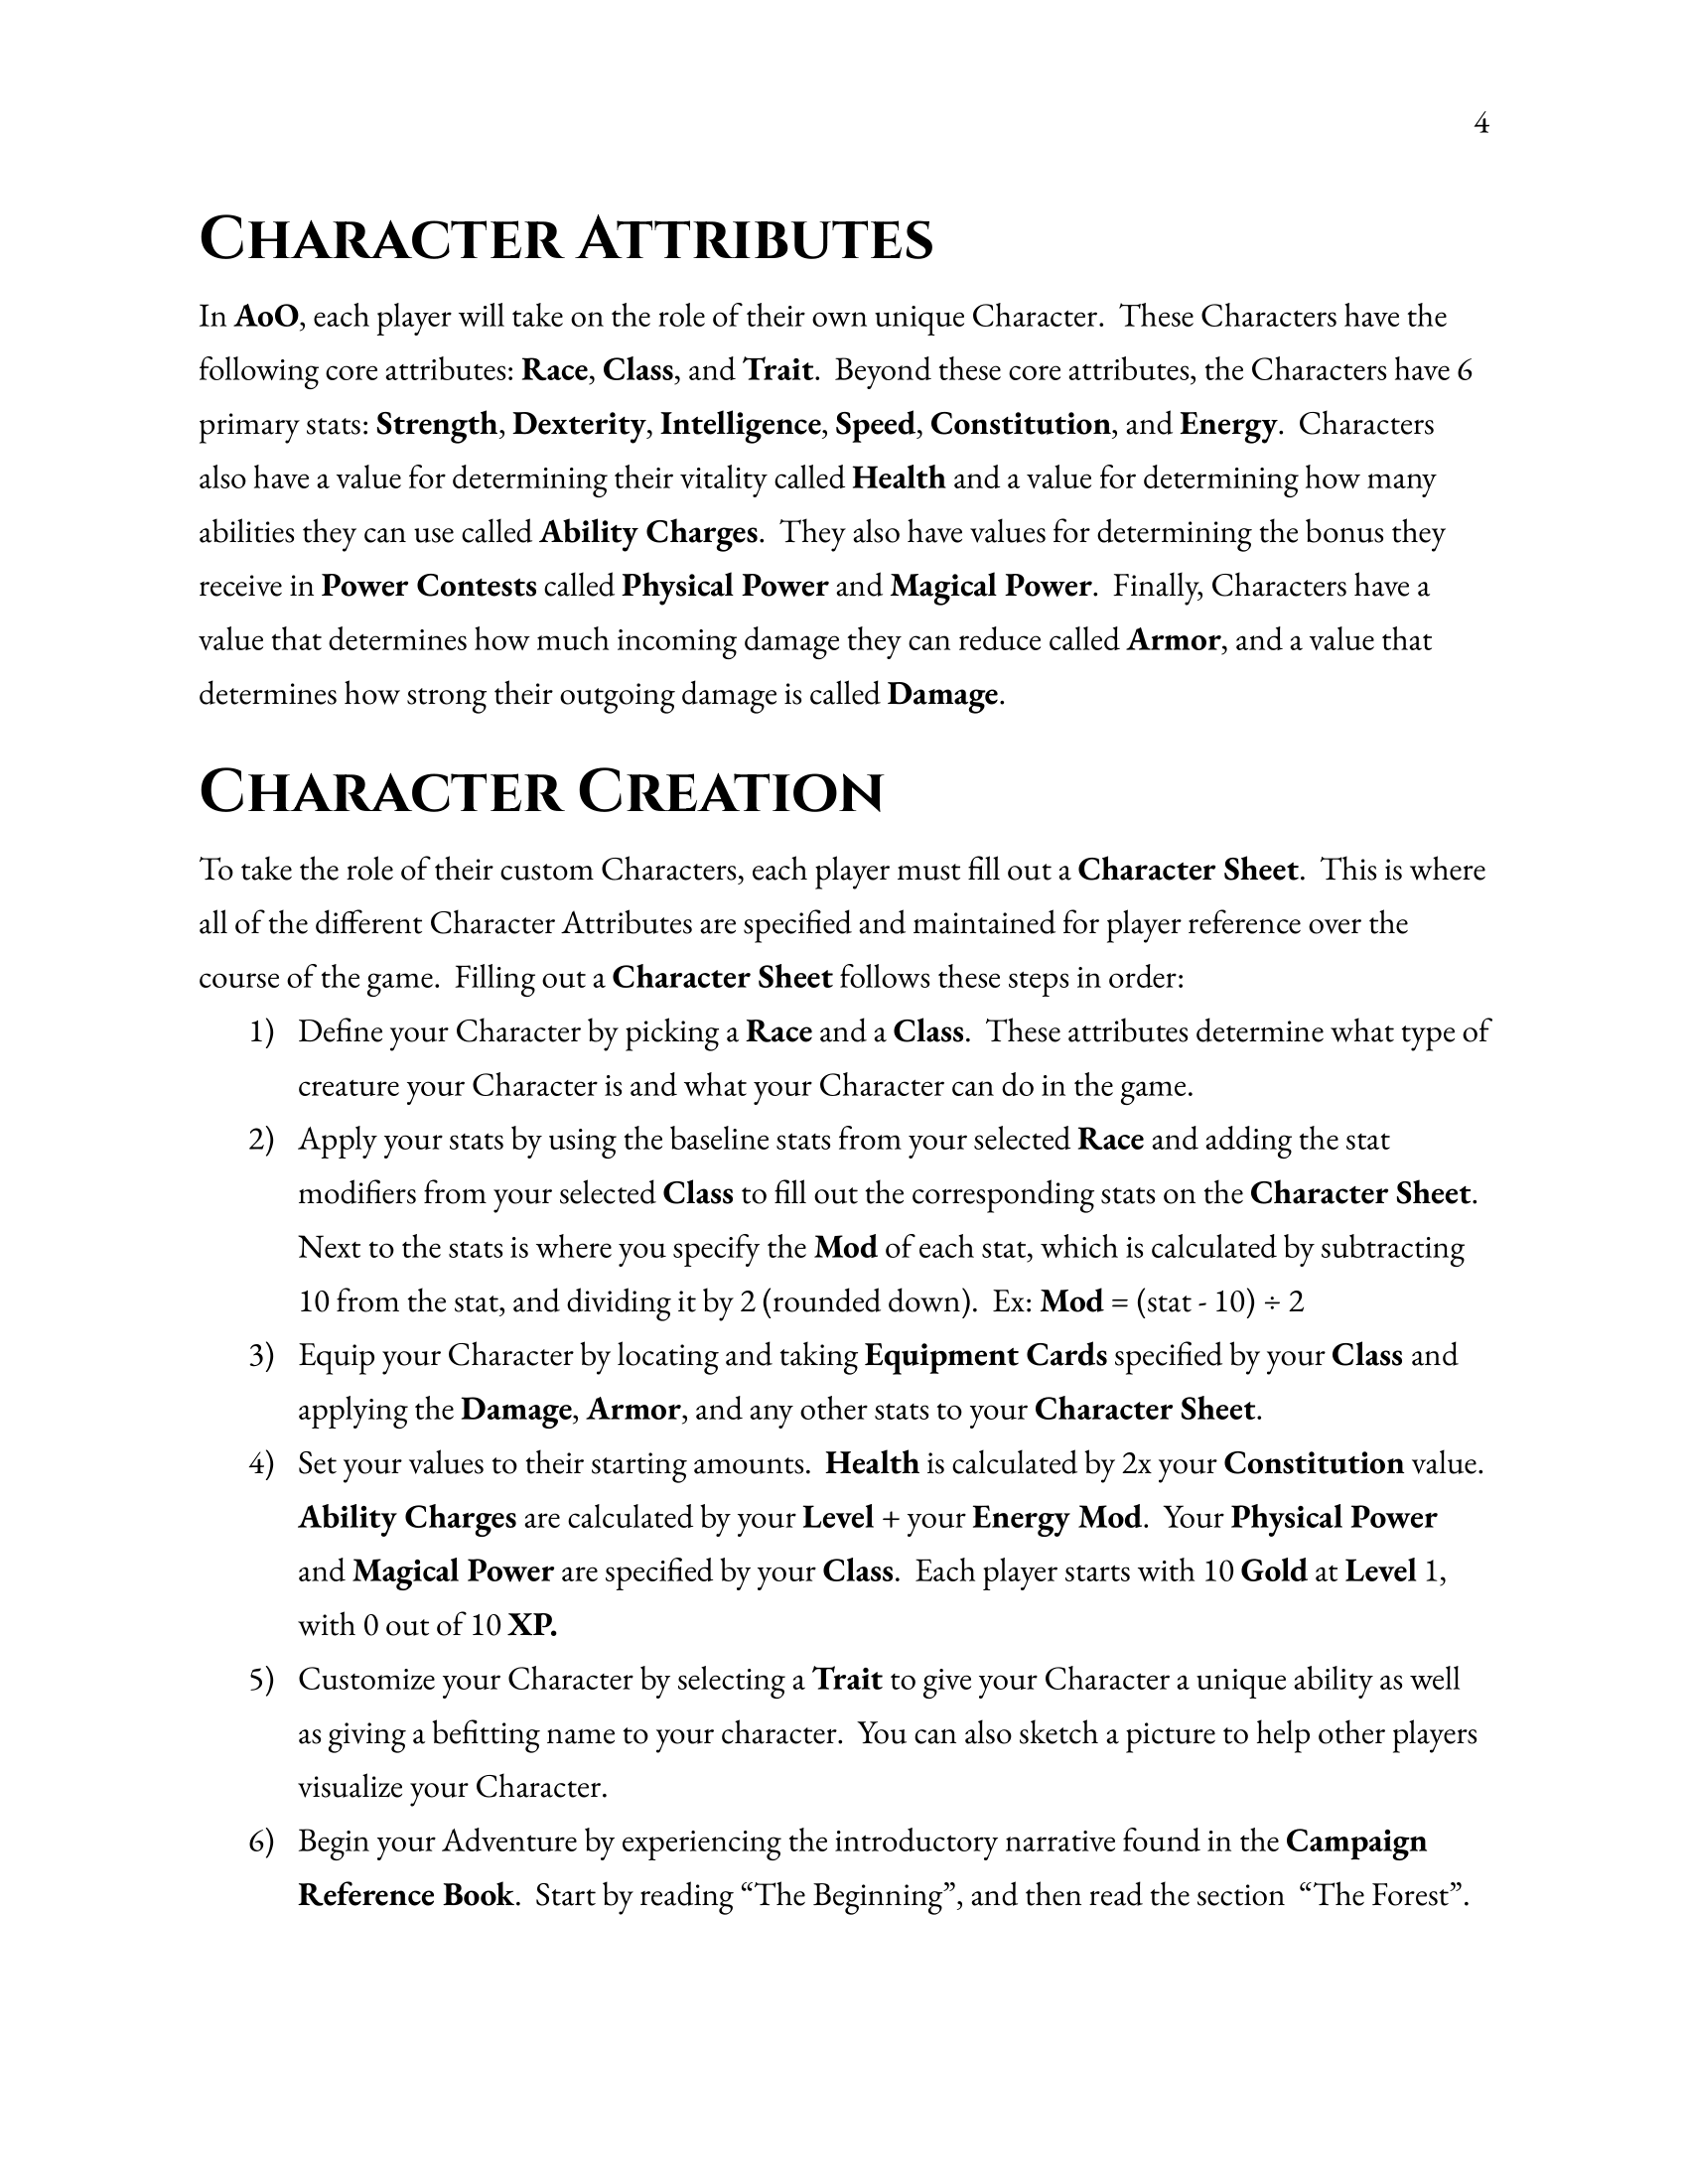 4
Character Attributes
In AoO, each player will take on the role of their own unique Character.  These Characters have the
following core attributes: Race, Class, and Trait.  Beyond these core attributes, the Characters have 6
primary stats: Strength, Dexterity, Intelligence, Speed, Constitution, and Energy.  Characters
also have a value for determining their vitality called Health and a value for determining how many
abilities they can use called Ability Charges.  They also have values for determining the bonus they
receive in Power Contests called Physical Power and Magical Power.  Finally, Characters have a
value that determines how much incoming damage they can reduce called Armor, and a value that
determines how strong their outgoing damage is called Damage.
Character Creation
To take the role of their custom Characters, each player must fill out a Character Sheet.  This is where
all of the different Character Attributes are specified and maintained for player reference over the
course of the game.  Filling out a Character Sheet follows these steps in order:
1) Define your Character by picking a Race and a Class.  These attributes determine what type of
creature your Character is and what your Character can do in the game.
2) Apply your stats by using the baseline stats from your selected Race and adding the stat
modifiers from your selected Class to fill out the corresponding stats on the Character Sheet.
Next to the stats is where you specify the Mod of each stat, which is calculated by subtracting
10 from the stat, and dividing it by 2 (rounded down).  Ex: Mod = (stat - 10) ÷ 2
3) Equip your Character by locating and taking Equipment Cards specified by your Class and
applying the Damage, Armor, and any other stats to your Character Sheet.
4) Set your values to their starting amounts.  Health is calculated by 2x your Constitution value.
Ability Charges are calculated by your Level + your Energy Mod.  Your Physical Power
and Magical Power are specified by your Class.  Each player starts with 10 Gold at Level 1,
with 0 out of 10 XP.
5) Customize your Character by selecting a Trait to give your Character a unique ability as well
as giving a befitting name to your character.  You can also sketch a picture to help other players
visualize your Character.
6) Begin your Adventure by experiencing the introductory narrative found in the Campaign
Reference Book.  Start by reading “The Beginning”, and then read the section  “The Forest”.